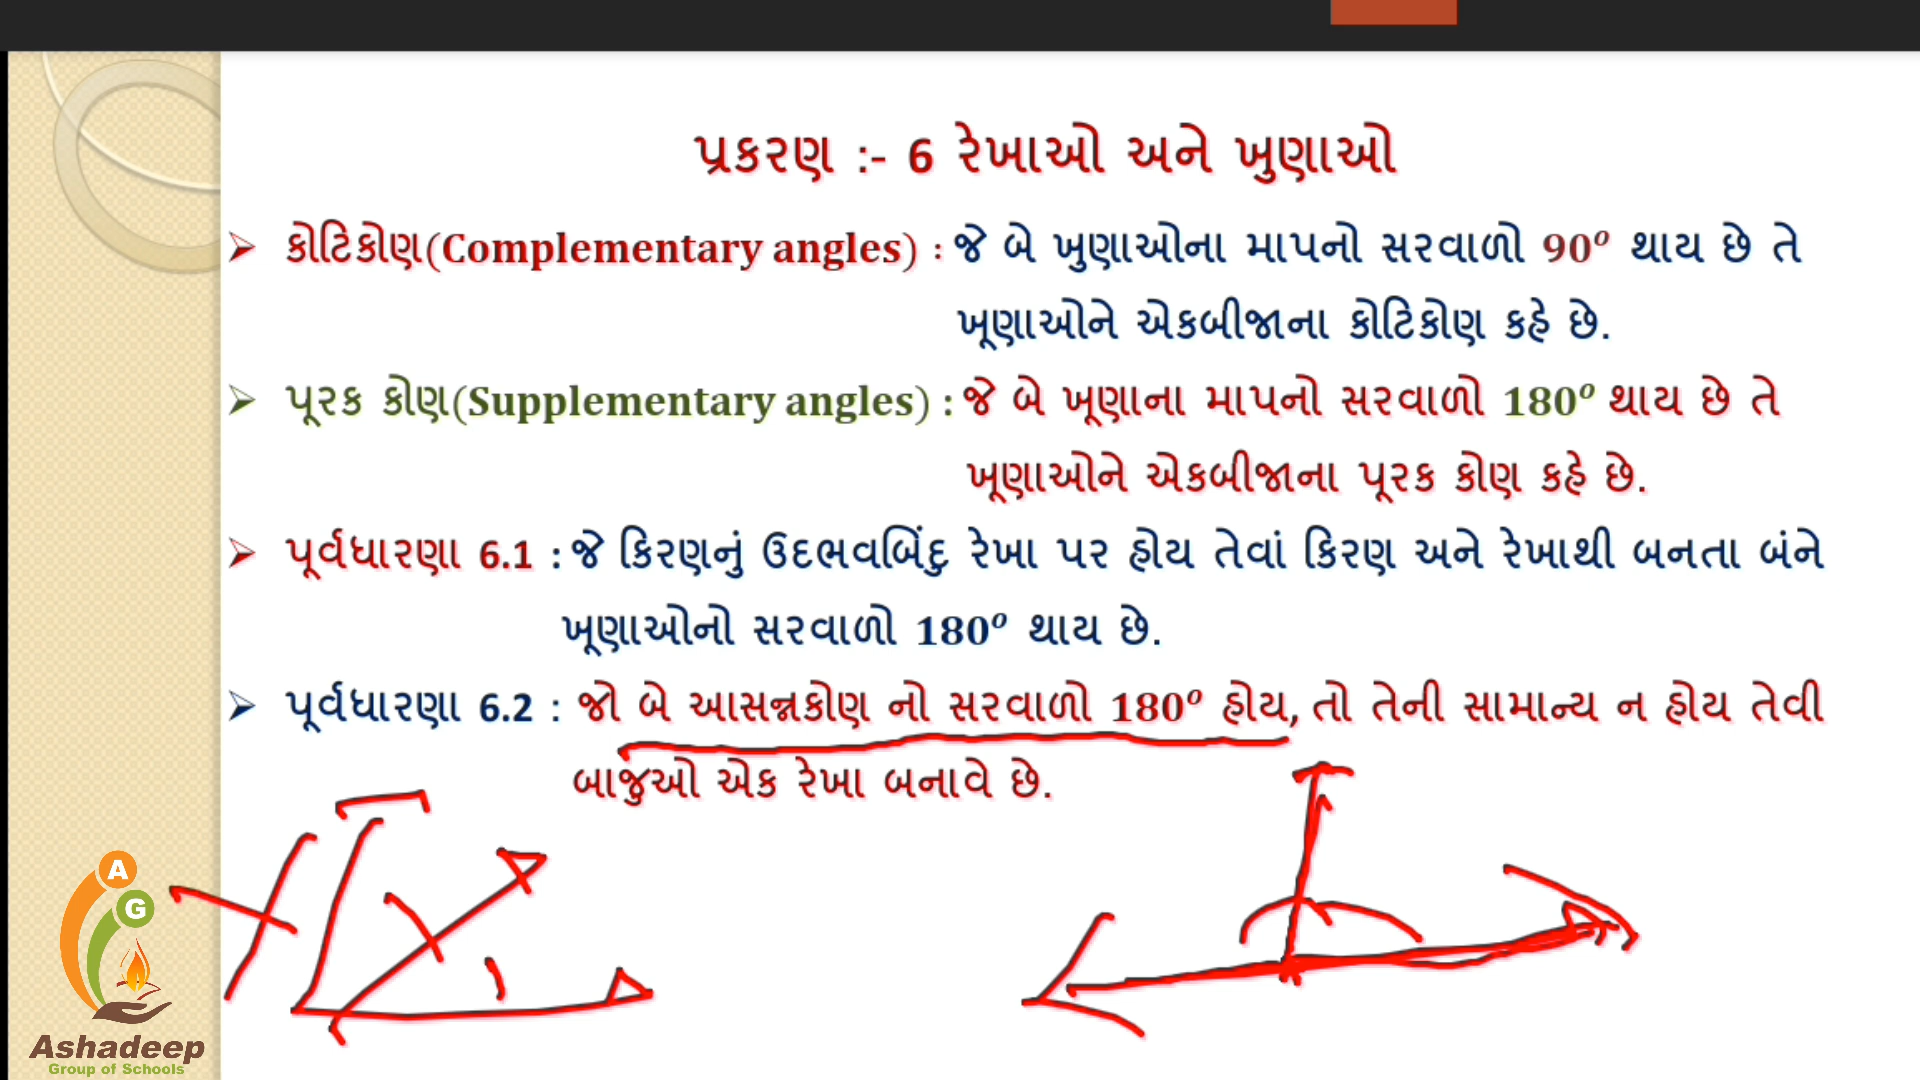 પ્રકરણ :- 6 રેખાઓ અને ખુણાઓ
કોટિકોણ(Complementary angles) : જે બે ખુણાઓના માપનો સરવાળો 90° થાય છે તે
ખૂણાઓને એકબીજાના કોટિકોણ કહે છે.
પૂરક કોણ(Supplementary angles) : જે બે ખૂણાના માપનો સરવાળો 180° થાય છે તે
ખૂણાઓને એકબીજાના પૂરક કોણ કહે છે.
પૂર્વધારણા 6.1 : જે કિરણનું ઉદભવબિંદુ રેખા પર હોય તેવાં કિરણ અને રેખાથી બનતા બંને
ખૂણાઓનો સરવાળો 180° થાય છે.
પૂર્વધારણા 6.2 : જો બે આસન્નકોણ નો સરવાળો 180° હોય, તો તેની સામાન્ય ન હોય તેવી
બાજુઓ એક રેખા બનાવે છે.
A
G
Ashadeep
Group of Schools